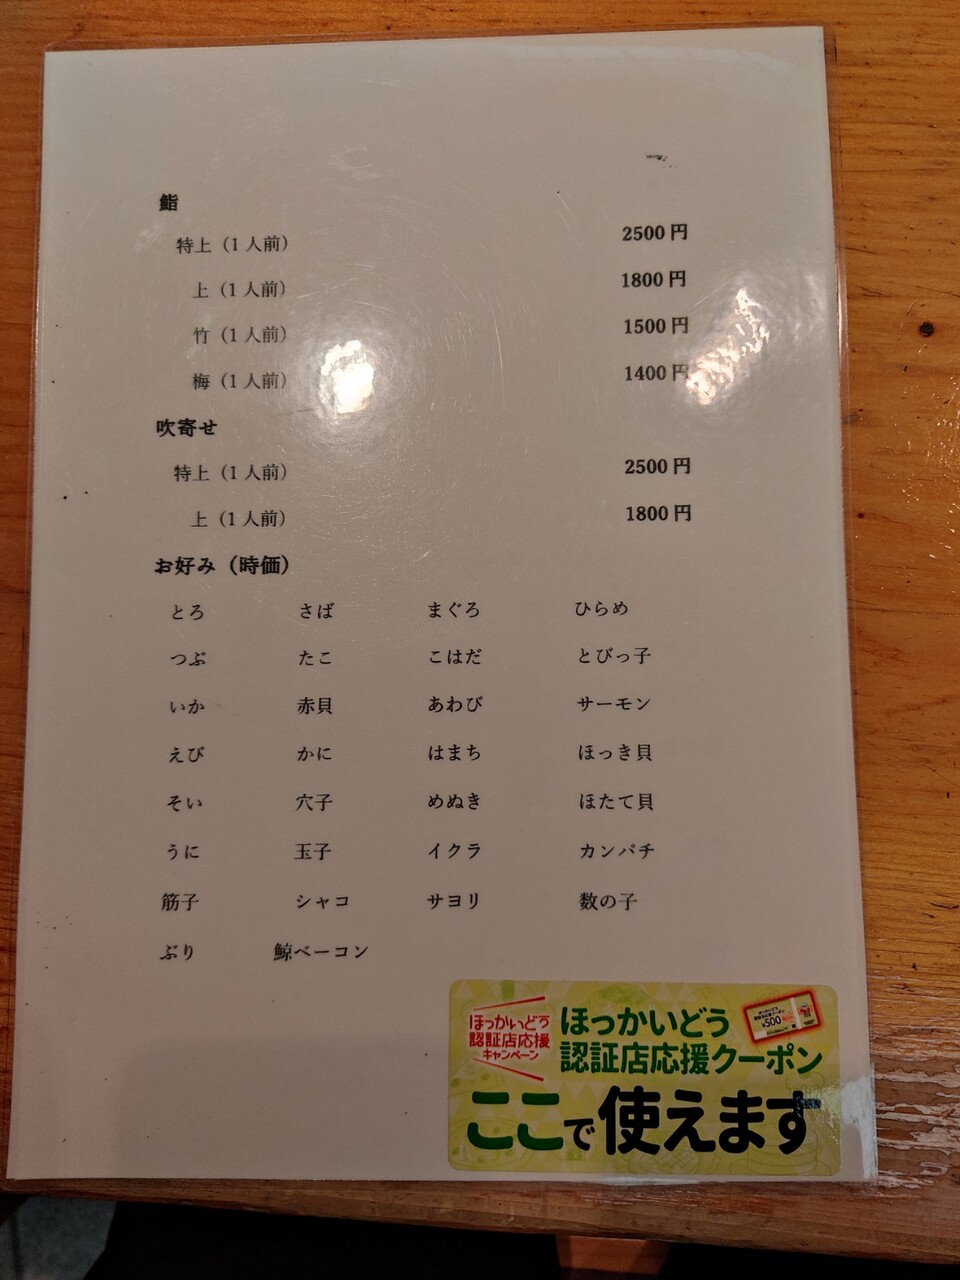 鮨
特上（1人前） 2500円
上（1人前） 1800円
竹（1人前） 1500円
梅（1人前） 1400円
吹寄せ
特上（1人前） 2500円
上（1人前） 1800円
お好み（時価）
とろ さば まぐろ ひらめ
つぶ たこ こはだ とびっ子
いか 赤貝 あわび サーモン
えび かに はまち ほっき貝
そい 穴子 めぬき ほたて貝
うに 玉子 イクラ カンパチ
筋子 シャコ サヨリ 数の子
ぶり 鯨ベーコン
ほっかいどう
認証店応援
キャンペーン
ほっかいどう
認証店応援クーポン
¥500
ここで使えます